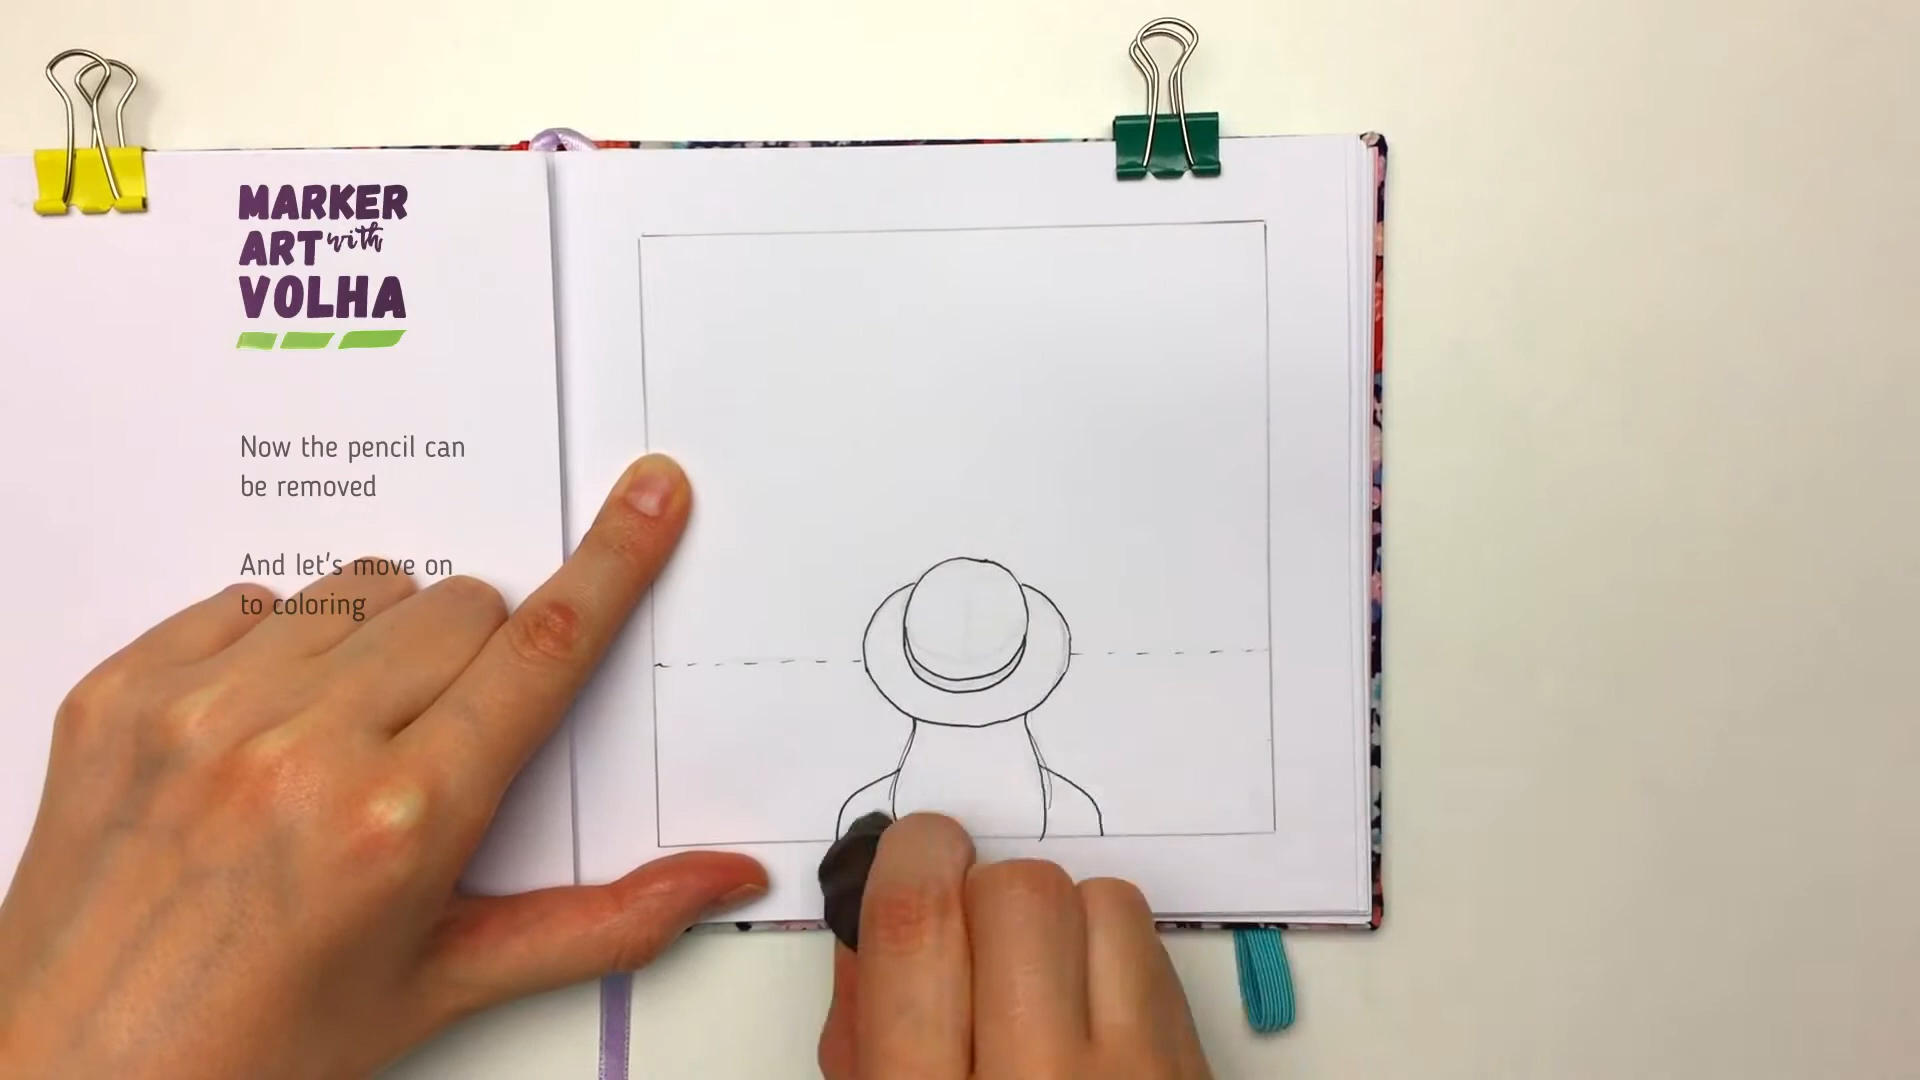 MARKER
ART with
VOLHA
Now the pencil can
be removed
And let's move on
to coloring